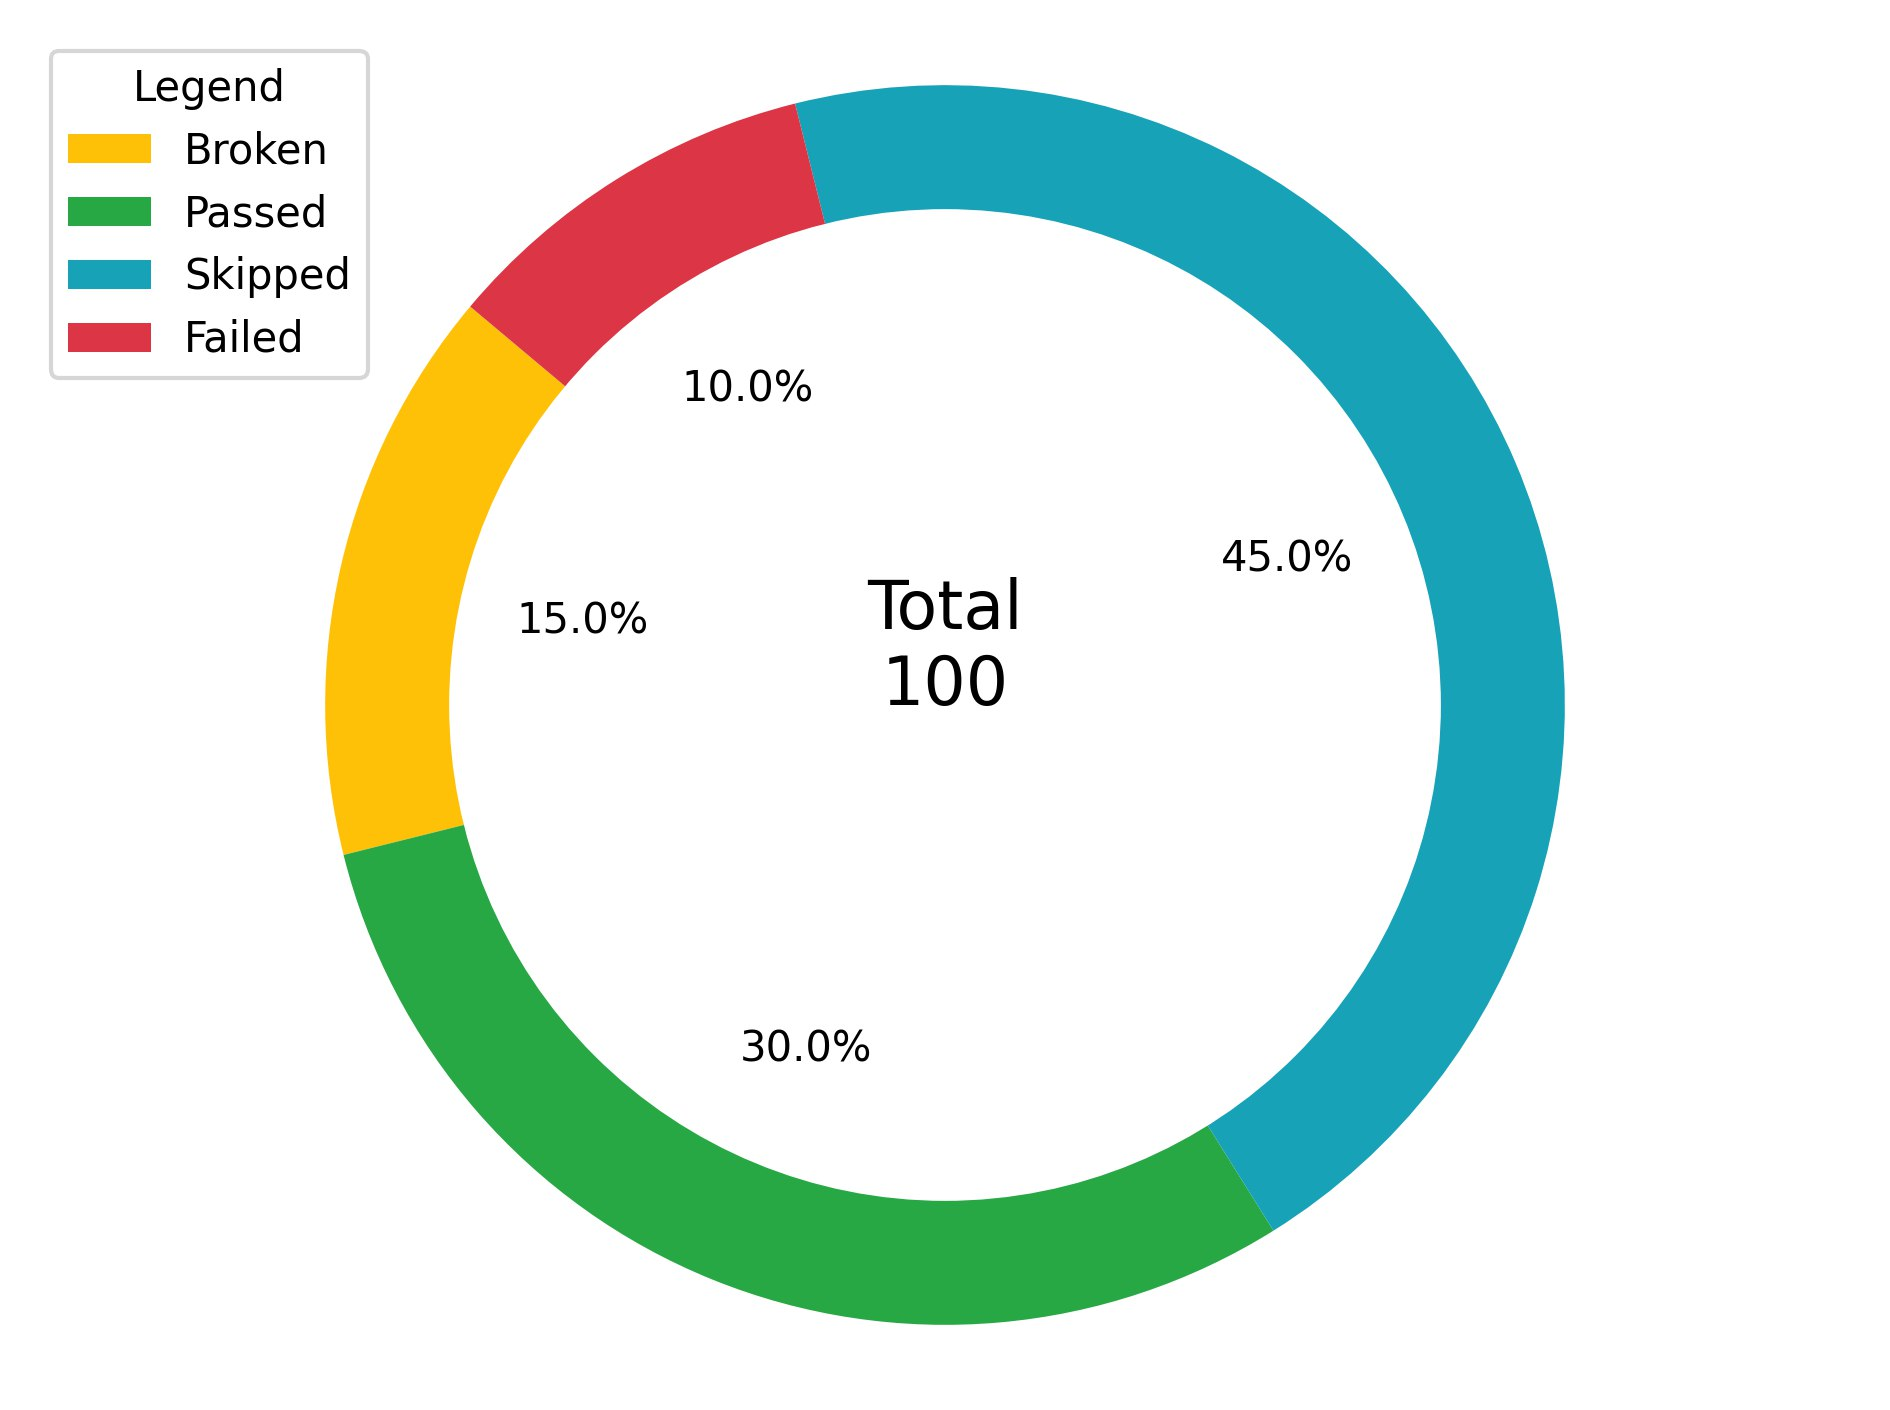 Legend
Broken
Passed
Skipped
Failed
10.0%
45.0%
15.0%
Total
100
30.0%